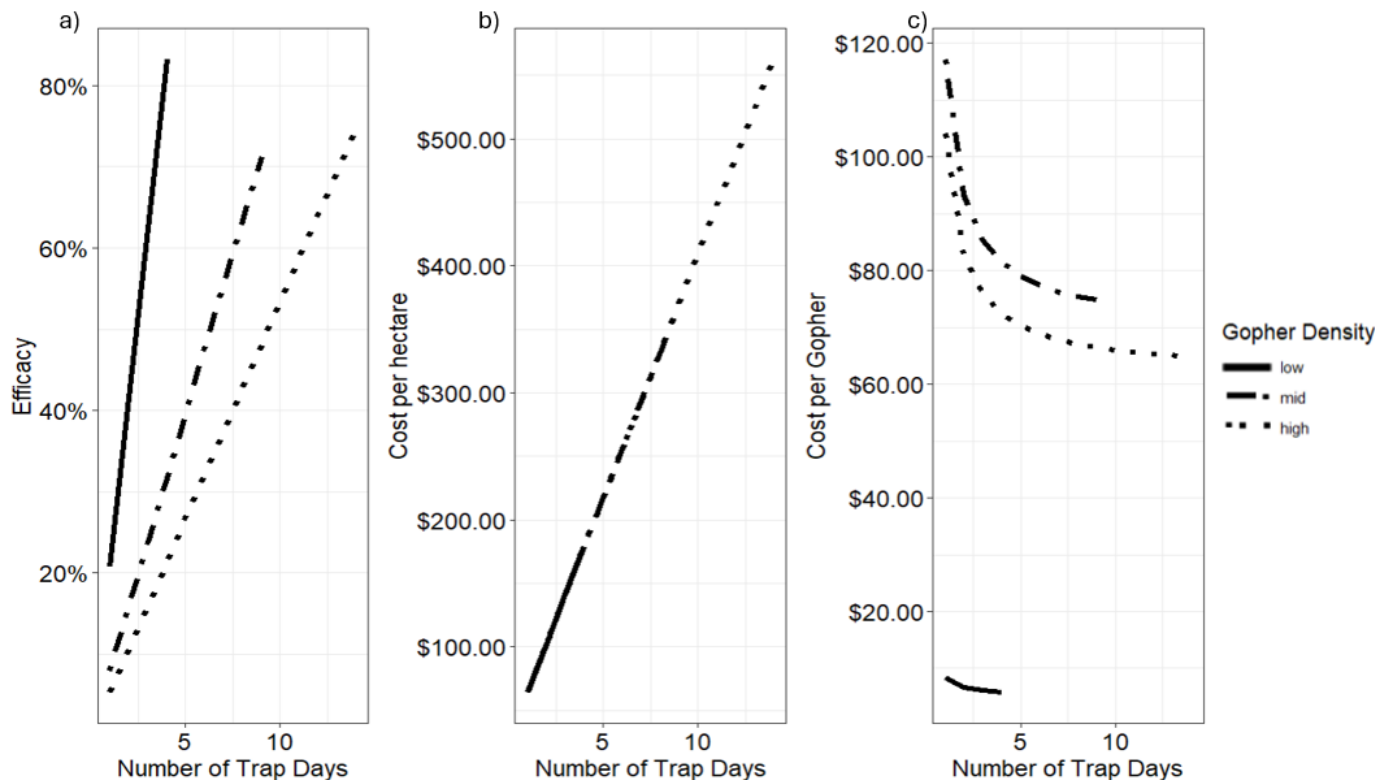 a)
80%
60%
40%
20%
Efficacy
5 10
Number of Trap Days
b)
$500.00
$400.00
$300.00
$200.00
$100.00
Cost per hectare
5 10
Number of Trap Days
c)
$120.00
$100.00
$80.00
$60.00
$40.00
$20.00
Cost per Gopher
5 10
Number of Trap Days
Gopher Density
low
mid
high